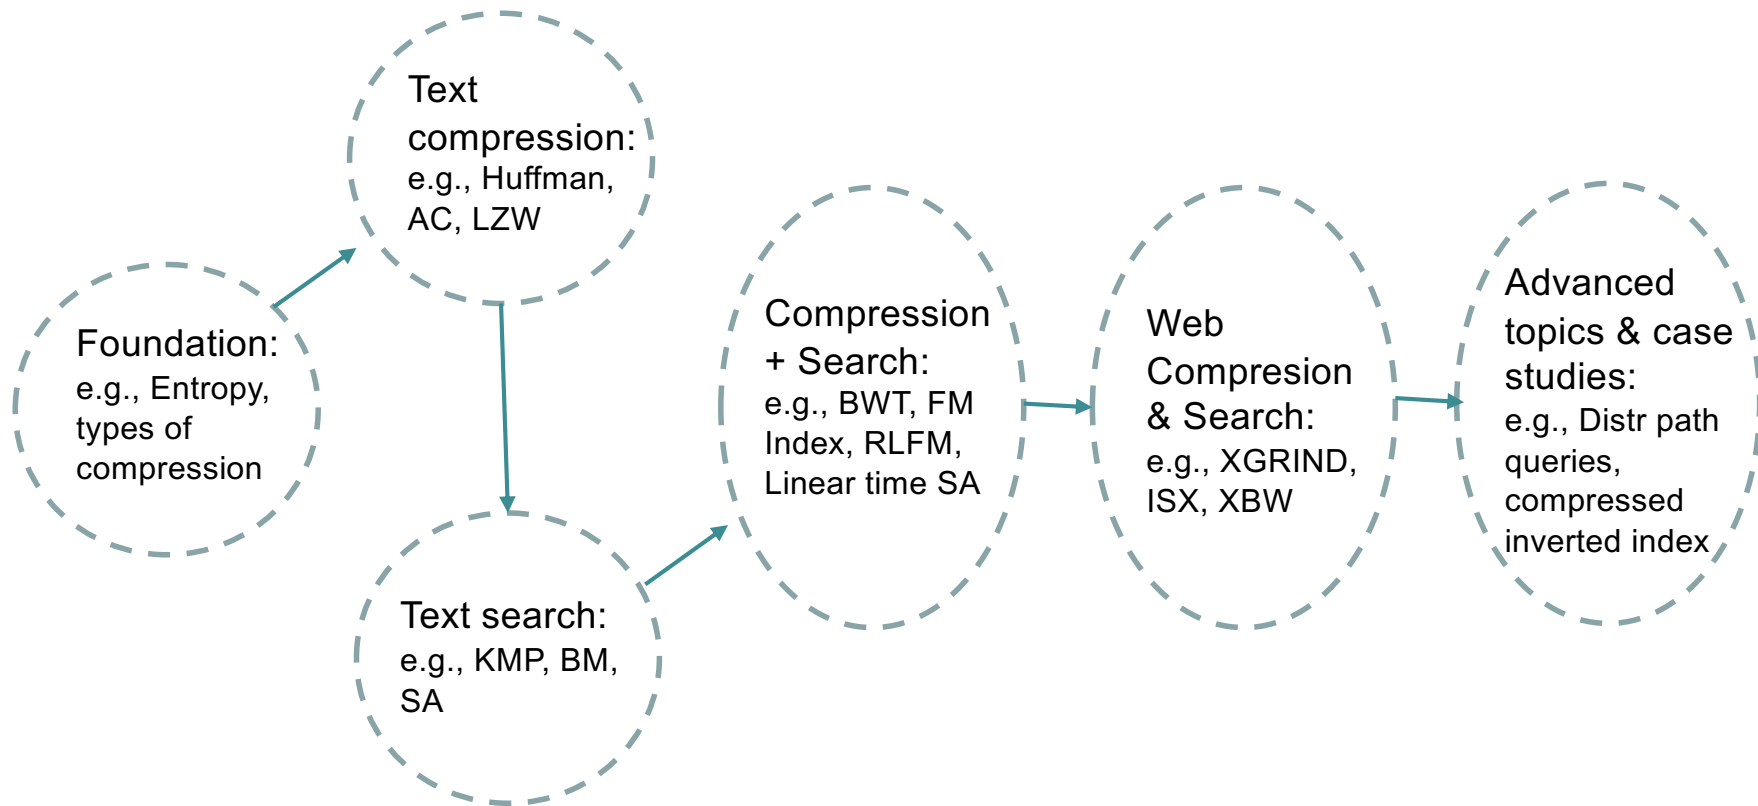 Foundation:
e.g., Entropy,
types of
compression
Text
compression:
e.g., Huffman,
AC, LZW
Text search:
e.g., KMP, BM,
SA
Compression
+ Search:
e.g., BWT, FM
Index, RLFM,
Linear time SA
Web
Compresion
& Search:
e.g., XGRIND,
ISX, XBW
Advanced
topics & case
studies:
e.g., Distr path
queries,
compressed
inverted index